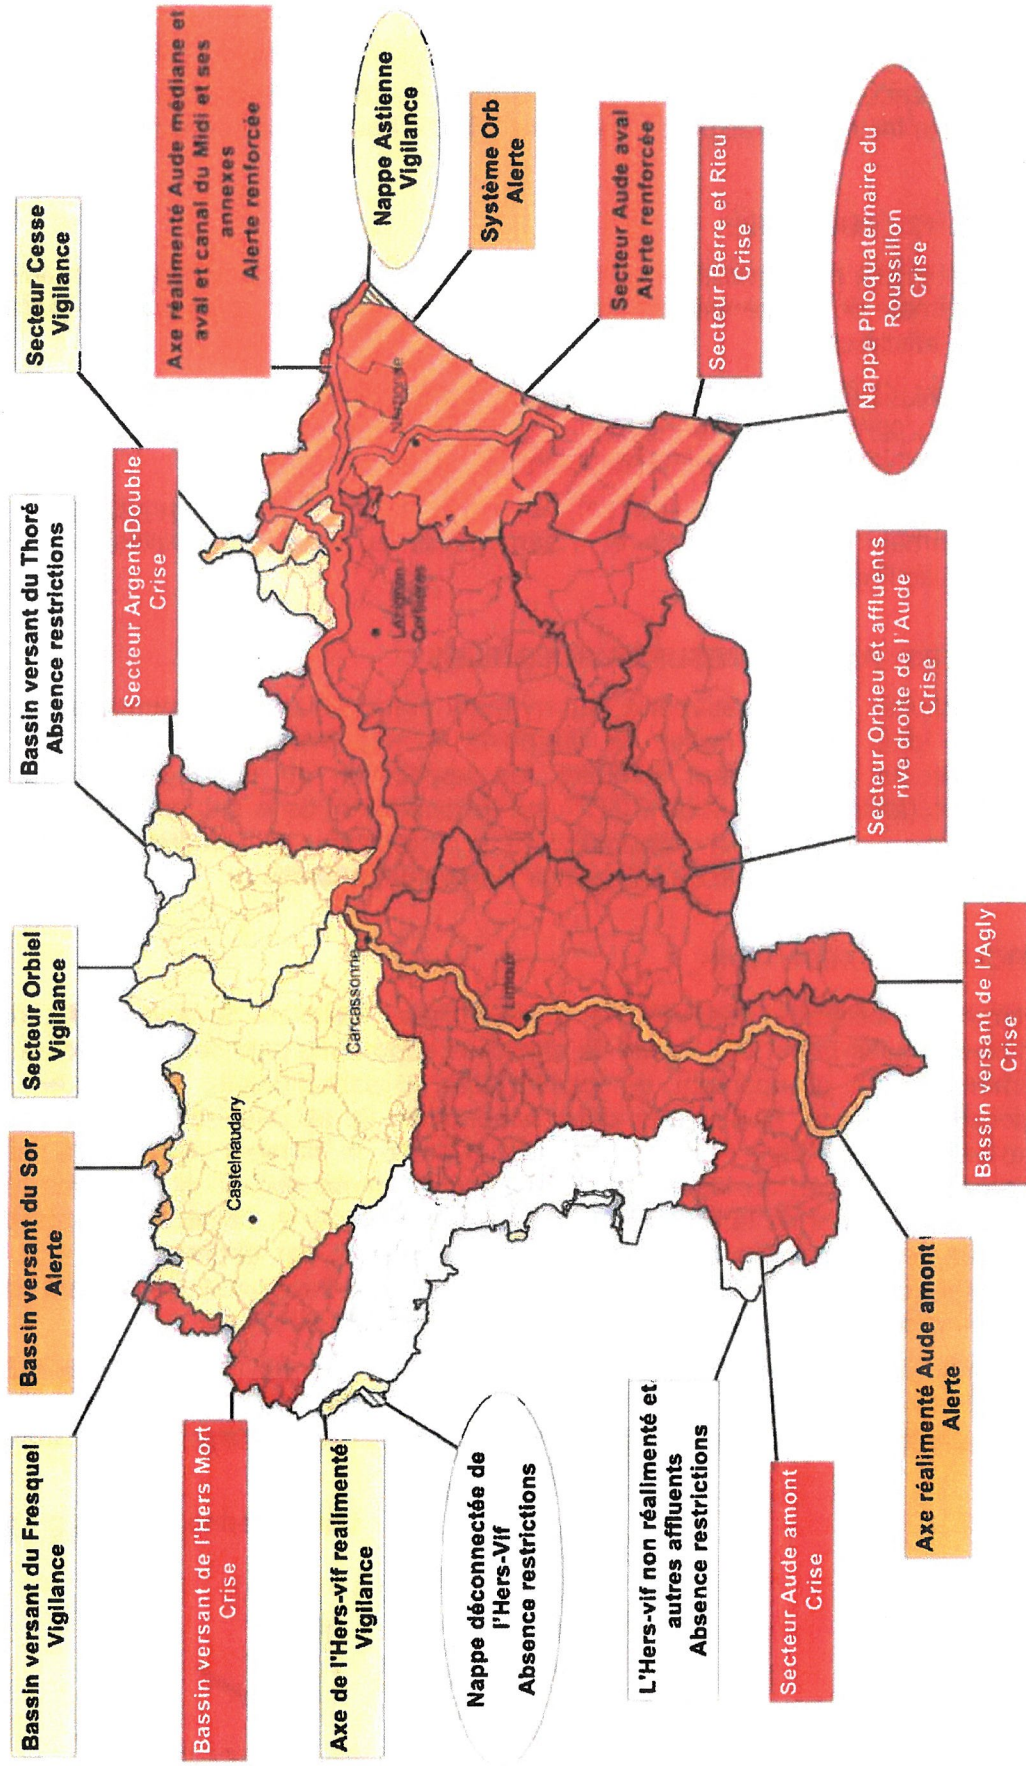 Bassin versant du Fresquel
Vigilance
Bassin versant du Sor
Alerte
Secteur Orbiel
Vigilance
Bassin versant du Thoré
Absence restrictions
Secteur Cesse
Vigilance
Secteur Argent-Double
Crise
Axe réalimenté Aude médiane et
aval et canal du Midi et ses
annexes
Alerte renforcée
Bassin versant de l'Hers Mort
Crise
Castelnaudary
Nappe Astienne
Vigilance
Axe de l'Hers-vif realimenté
Vigilance
Carcassonne
Narbonne
Lézignan
Corbières
Système Orb
Alerte
Nappe déconnectée de
l'Hers-Vif
Absence restrictions
Limoux
Secteur Aude aval
Alerte renforcée
L'Hers-vif non réalimenté et
autres affluents
Absence restrictions
Secteur Berre et Rieu
Crise
Secteur Aude amont
Crise
Nappe Plioquaternaire du
Roussillon
Crise
Secteur Orbieu et affluents
rive droite de l'Aude
Crise
Axe réalimenté Aude amont
Alerte
Bassin versant de l'Agly
Crise